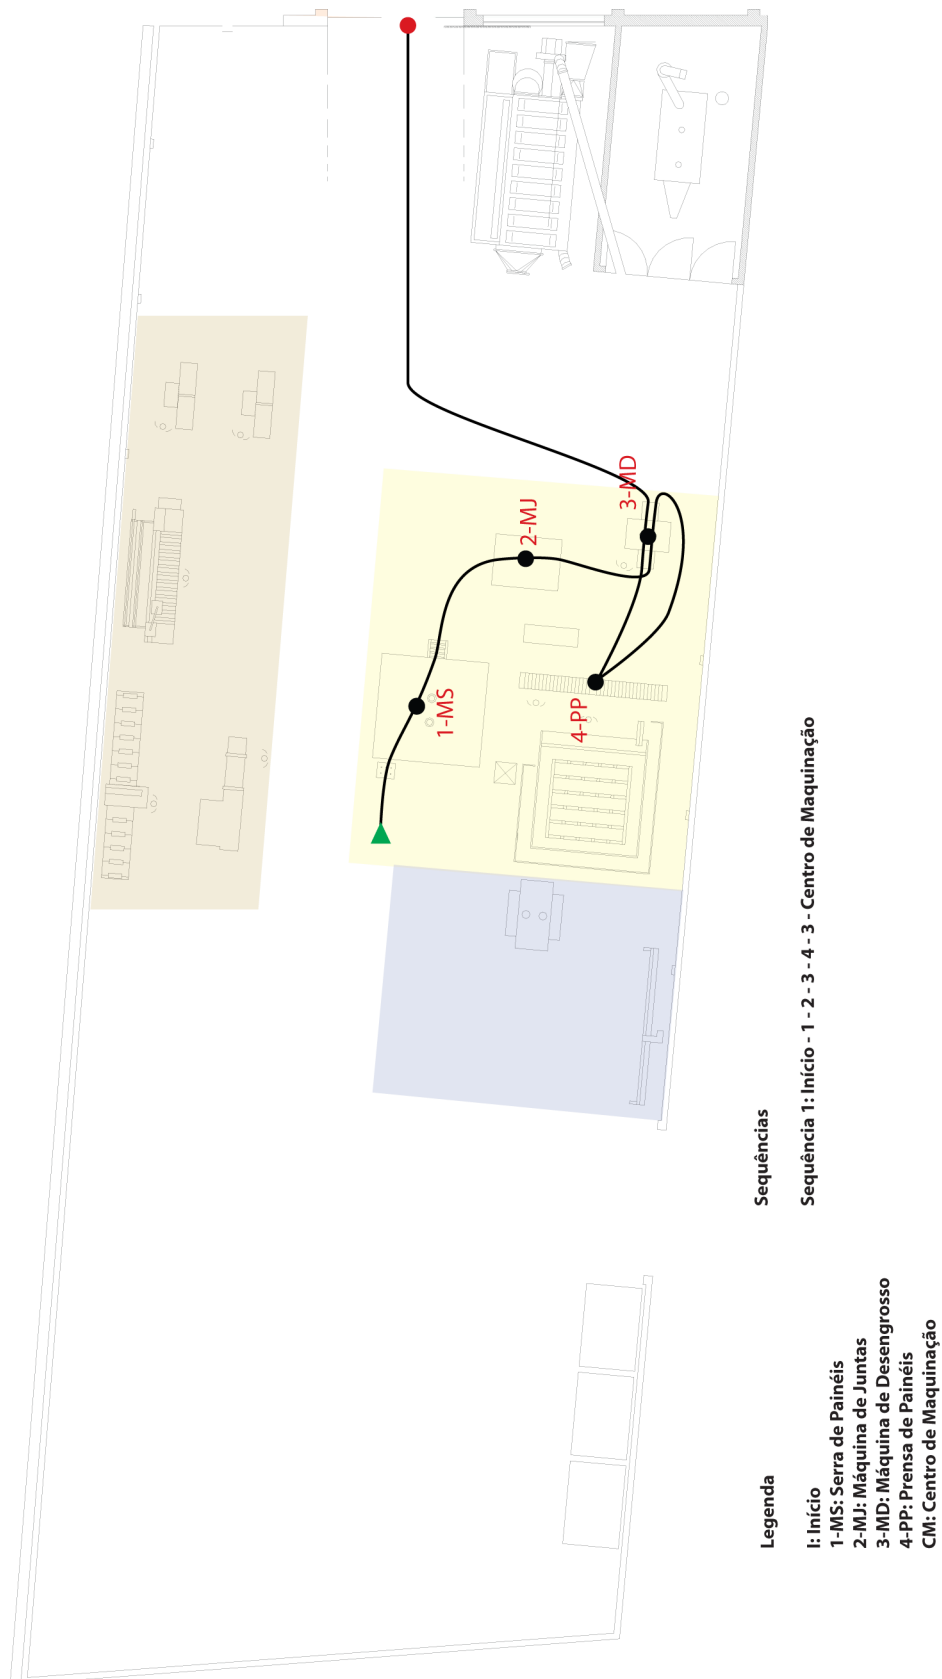 3-MD
2-MJ
1-MS
4-PP
Sequências
Sequência 1: Início - 1 - 2 - 3 - 4 - 3 - Centro de Maquinação
Legenda
I: Início
1-MS: Serra de Painéis
2-MJ: Máquina de Juntas
3-MD: Máquina de Desengrosso
4-PP: Prensa de Painéis
CM: Centro de Maquinação